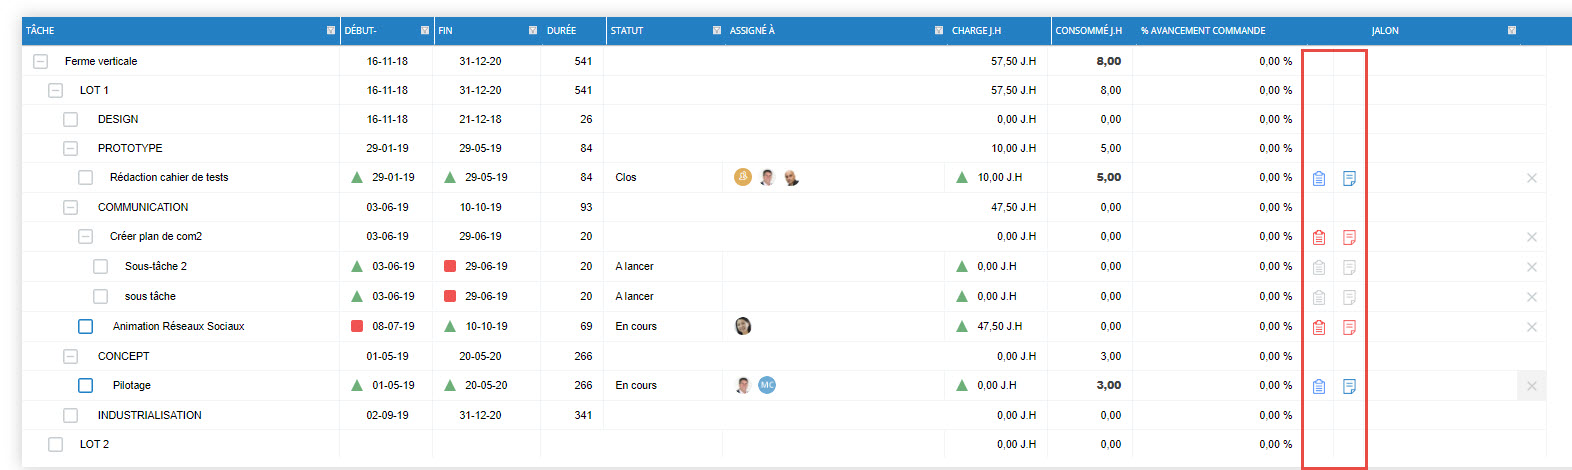 TÂCHE DÉBUT- FIN DURÉE STATUT ASSIGNÉ À CHARGE J.H CONSOMMÉ J.H % AVANCEMENT COMMANDE JALON
Ferme verticale 16-11-18 31-12-20 541 57,50 J.H 8,00 0,00 %
LOT 1 16-11-18 31-12-20 541 57,50 J.H 8,00 0,00 %
DESIGN 16-11-18 21-12-18 26 0,00 J.H 0,00 0,00 %
PROTOTYPE 29-01-19 29-05-19 84 10,00 J.H 5,00 0,00 %
Rédaction cahier de tests 29-01-19 29-05-19 84 Clos 10,00 J.H 5,00 0,00 %
COMMUNICATION 03-06-19 10-10-19 93 47,50 J.H 0,00 0,00 %
Créer plan de com2 03-06-19 29-06-19 20 0,00 J.H 0,00 0,00 %
Sous-tâche 2 03-06-19 29-06-19 20 A lancer 0,00 J.H 0,00 0,00 %
sous tâche 03-06-19 29-06-19 20 A lancer 0,00 J.H 0,00 0,00 %
Animation Réseaux Sociaux 08-07-19 10-10-19 69 En cours 47,50 J.H 0,00 0,00 %
CONCEPT 01-05-19 20-05-20 266 0,00 J.H 3,00 0,00 %
Pilotage 01-05-19 20-05-20 266 En cours MC 0,00 J.H 3,00 0,00 %
INDUSTRIALISATION 02-09-19 31-12-20 341 0,00 J.H 0,00 0,00 %
LOT 2 0,00 J.H 0,00 0,00 %